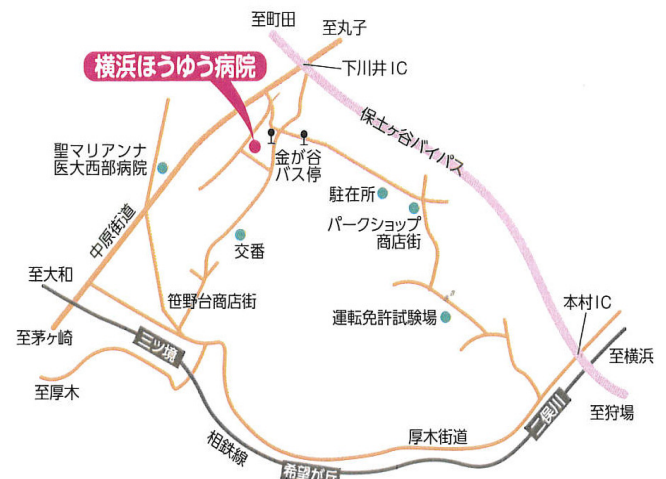 至町田
至丸子
横浜ほうゆう病院
下川井IC
保土ヶ谷バイパス
聖マリアンナ
医大西部病院
金が谷
バス停
駐在所
パークショップ
商店街
中原街道
交番
至大和
笹野台商店街
運転免許試験場
本村IC
至茅ヶ崎
三ツ境
至横浜
至厚木
二俣川
至狩場
相鉄線
厚木街道
希望が丘